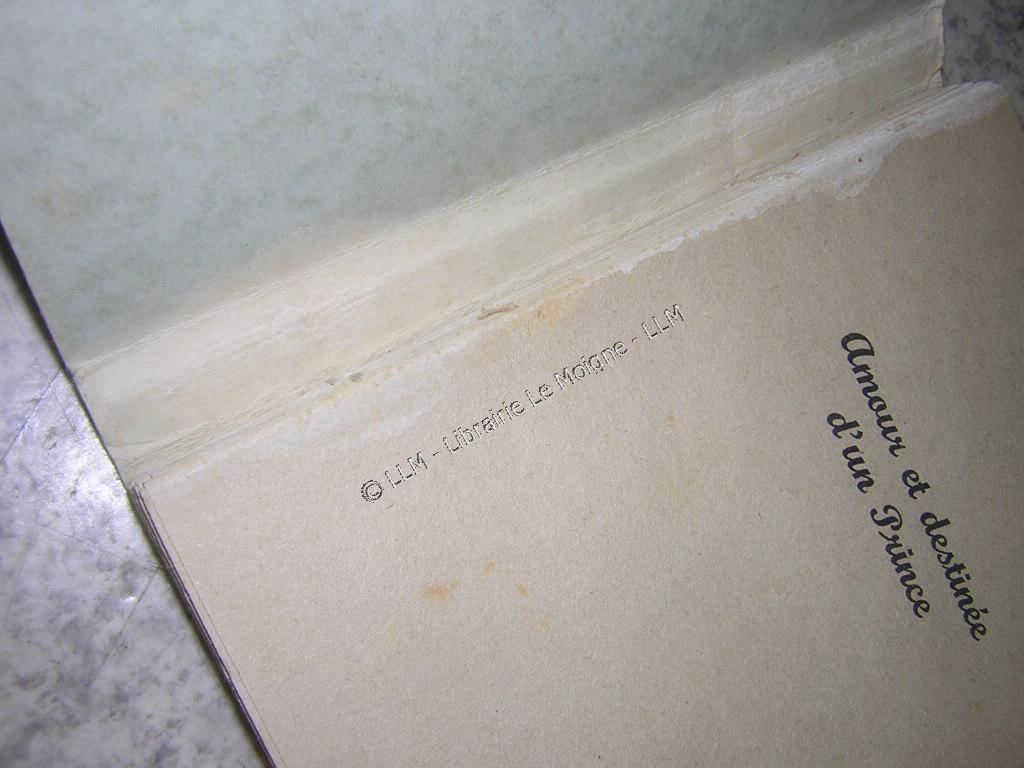 Amour et destinée
d'un Prince
© LLM - Librairie Le Moigne - LLM